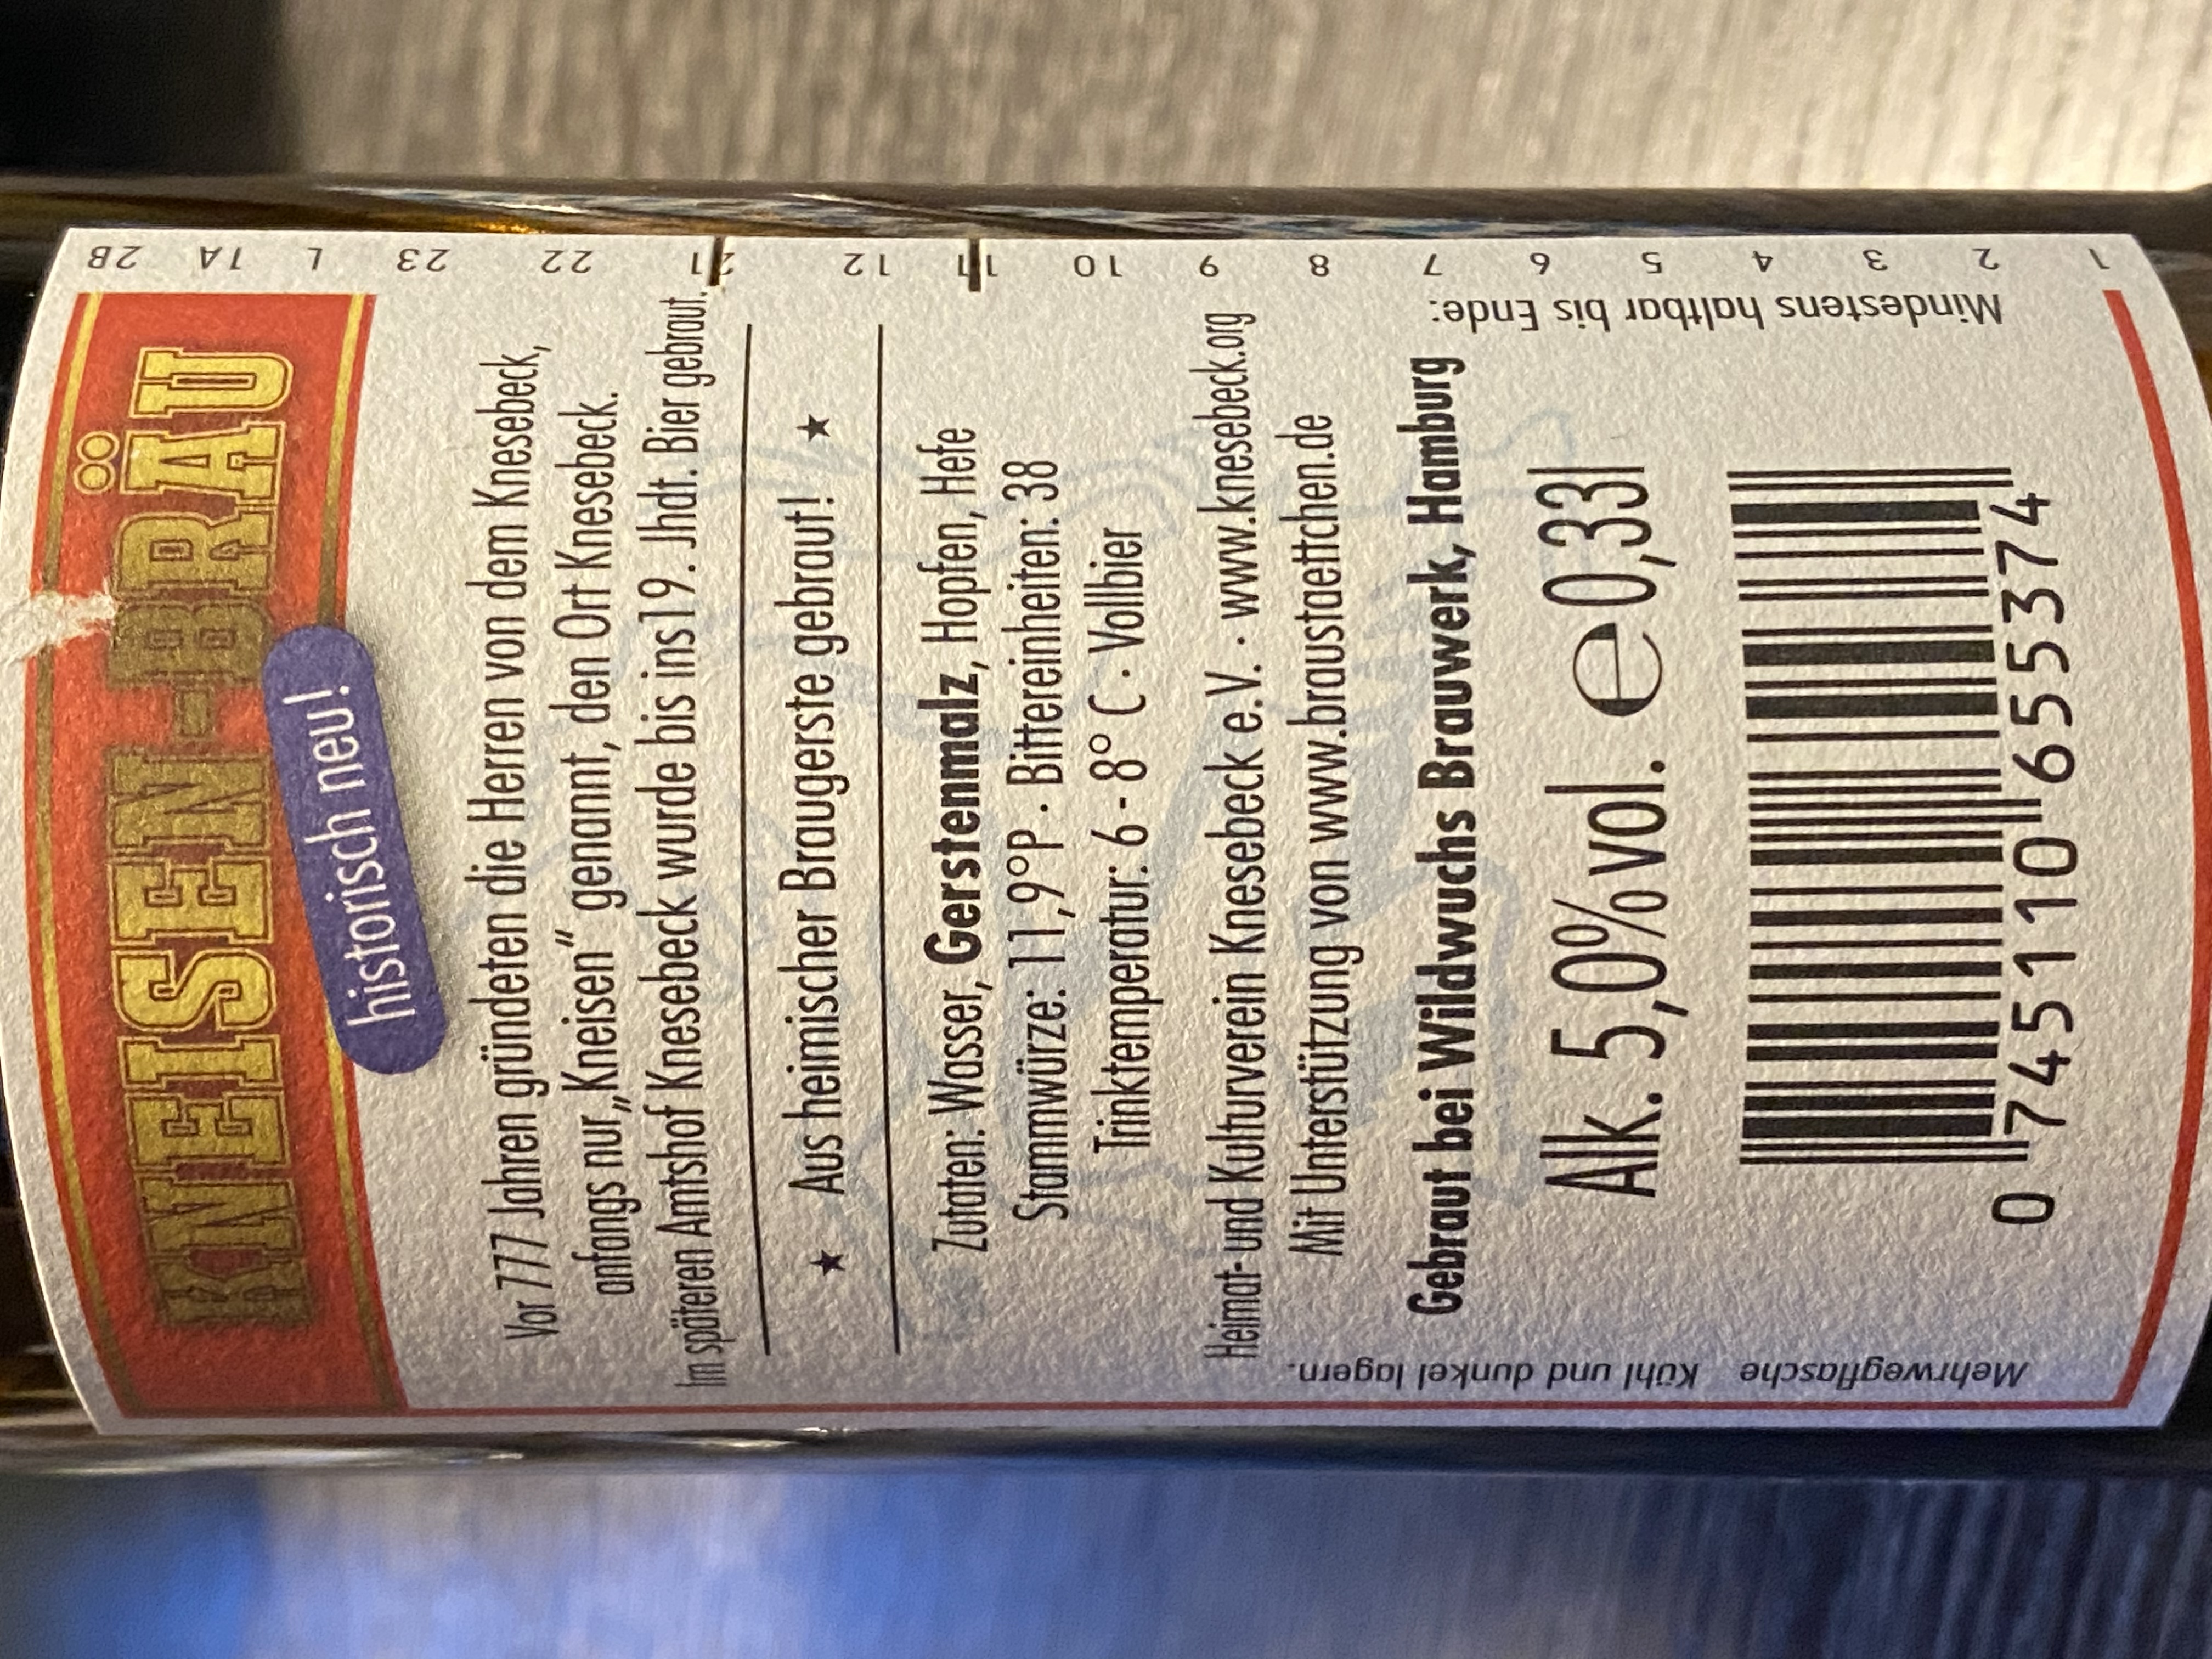 KNEISEN-BRÄU
historisch neu!
Vor 777 Jahren gründeten die Herren von dem Knesebeck,
anfangs nur „Kneisen“ genannt, den Ort Knesebeck.
Im späteren Amtshof Knesebeck wurde bis ins19. Jhdt. Bier gebraut.
★ Aus heimischer Braugerste gebraut! ★
Zutaten: Wasser, Gerstenmalz, Hopfen, Hefe
Stammwürze: 11,9°P · Bittereinheiten: 38
Trinktemperatur: 6 - 8° C · Vollbier
Heimat- und Kulturverein Knesebeck e.V. · www.knesebeck.org
Mit Unterstützung von www.braustaettchen.de
Gebraut bei Wildwuchs Brauwerk, Hamburg
Alk. 5,0%vol. ℮0,33l
0 745110 655374
Mehrwegflasche Kühl und dunkel lagern.
Mindestens haltbar bis Ende:
1 2 3 4 5 6 7 8 9 10 11 12 21 22 23 L 1A 2B